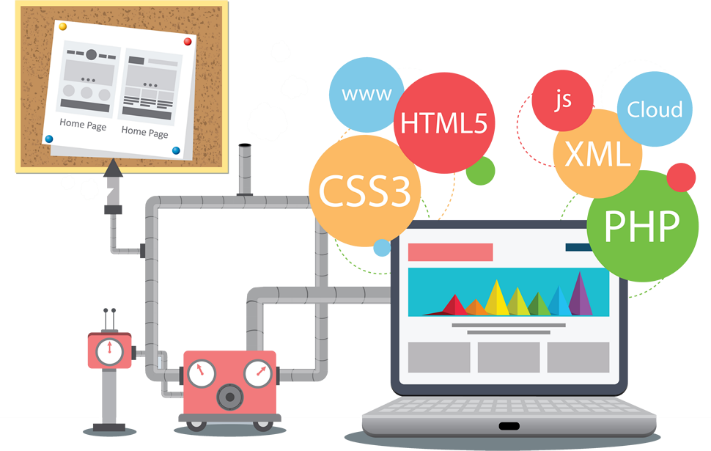 Home Page
Home Page
www
HTML5
CSS3
js
Cloud
XML
PHP